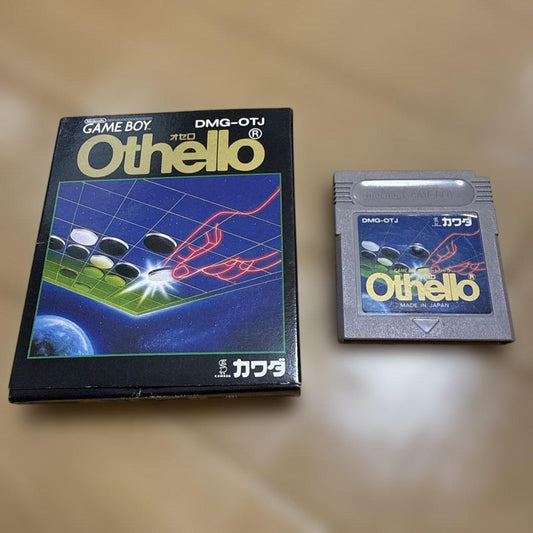 Nintendo
GAME BOY
DMG-OTJ
オセロ
Othello®
カワダ
KAWADA
DMG-OTJ
カワダ
Othello®
MADE IN JAPAN